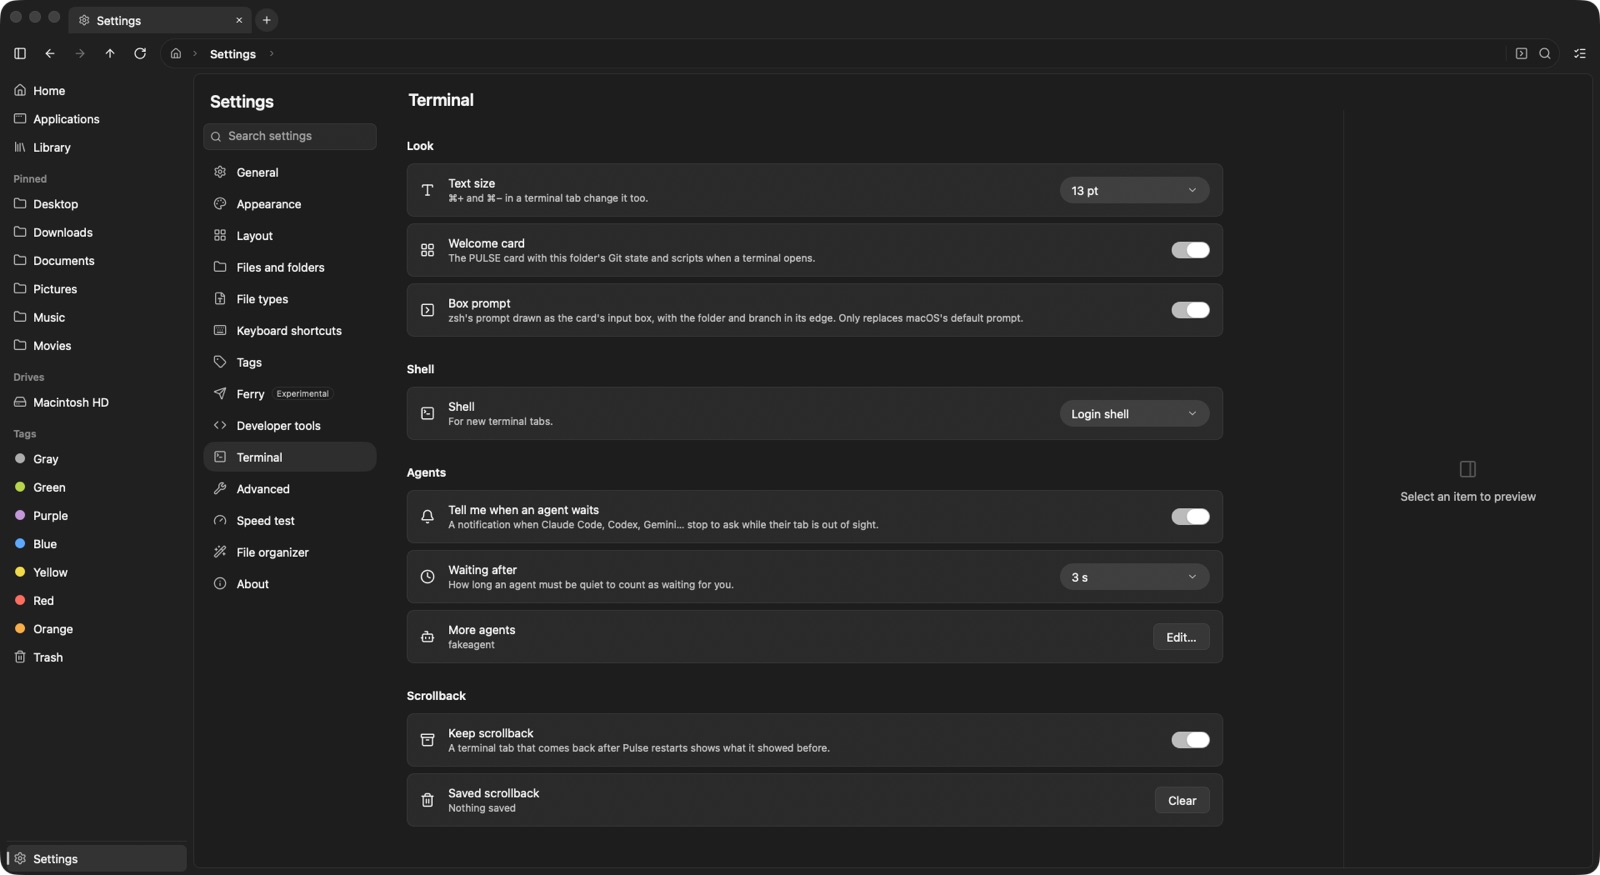 Settings
Settings
Home
Applications
Library
Pinned
Desktop
Downloads
Documents
Pictures
Music
Movies
Drives
Macintosh HD
Tags
Gray
Green
Purple
Blue
Yellow
Red
Orange
Trash
Settings
Settings
Search settings
General
Appearance
Layout
Files and folders
File types
Keyboard shortcuts
Tags
Ferry Experimental
Developer tools
Terminal
Advanced
Speed test
File organizer
About
Terminal
Look
Text size
⌘+ and ⌘− in a terminal tab change it too.
13 pt
Welcome card
The PULSE card with this folder's Git state and scripts when a terminal opens.
Box prompt
zsh's prompt drawn as the card's input box, with the folder and branch in its edge. Only replaces macOS's default prompt.
Shell
Shell
For new terminal tabs.
Login shell
Agents
Tell me when an agent waits
A notification when Claude Code, Codex, Gemini… stop to ask while their tab is out of sight.
Waiting after
How long an agent must be quiet to count as waiting for you.
3 s
More agents
fakeagent
Edit...
Scrollback
Keep scrollback
A terminal tab that comes back after Pulse restarts shows what it showed before.
Saved scrollback
Nothing saved
Clear
Select an item to preview